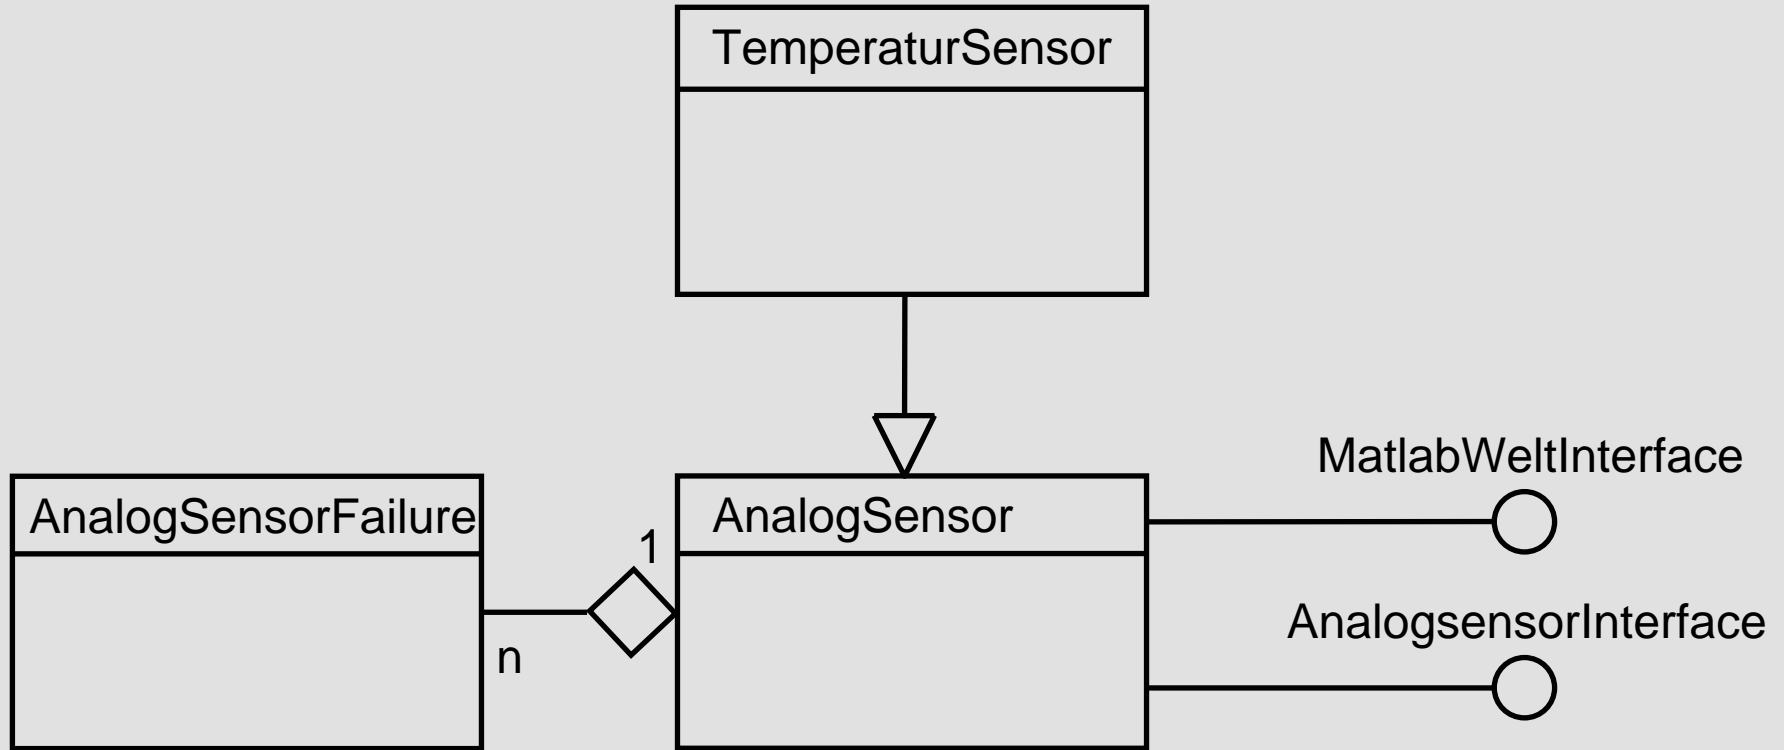 TemperaturSensor
MatlabWeltInterface
AnalogSensorFailure
AnalogSensor
1
AnalogsensorInterface
n